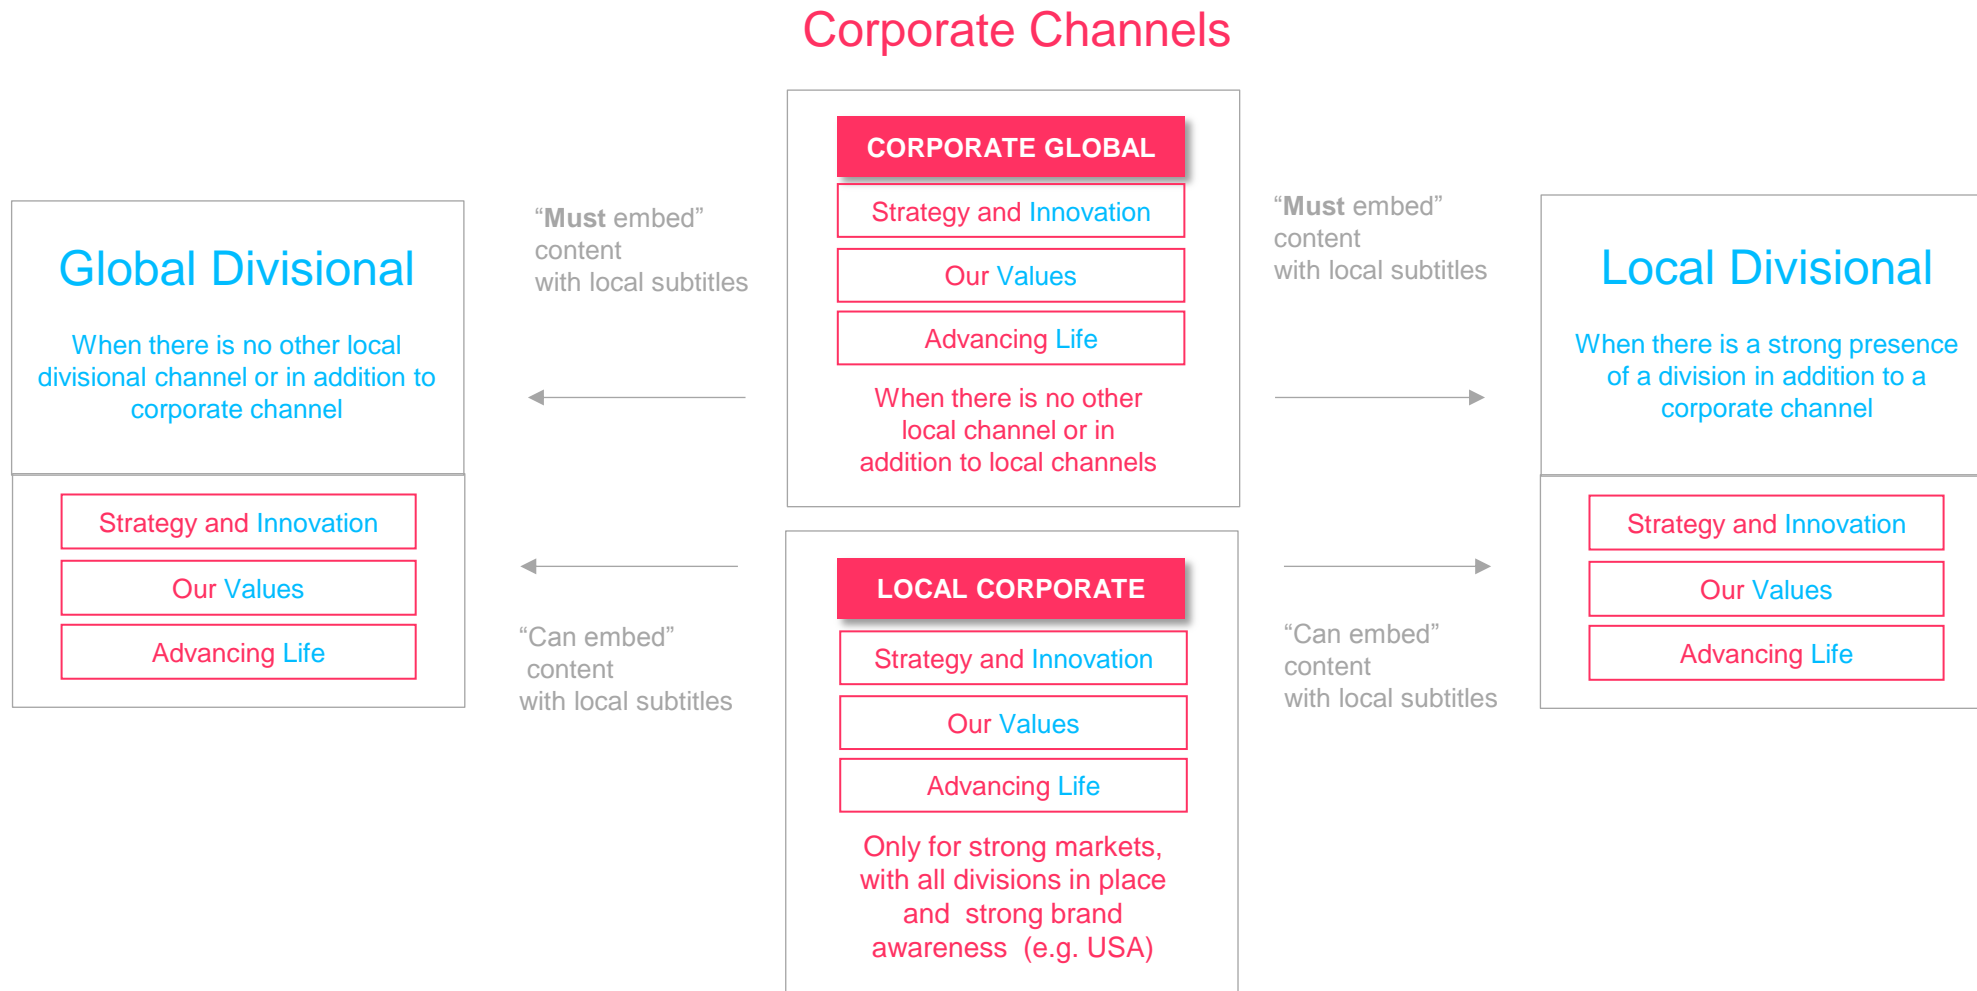 Corporate Channels
Global Divisional
When there is no other local
divisional channel or in addition to
corporate channel
Strategy and Innovation
Our Values
Advancing Life
“Must embed”
content
with local subtitles
“Can embed”
content
with local subtitles
CORPORATE GLOBAL
Strategy and Innovation
Our Values
Advancing Life
When there is no other
local channel or in
addition to local channels
LOCAL CORPORATE
Strategy and Innovation
Our Values
Advancing Life
Only for strong markets,
with all divisions in place
and strong brand
awareness (e.g. USA)
“Must embed”
content
with local subtitles
“Can embed”
content
with local subtitles
Local Divisional
When there is a strong presence
of a division in addition to a
corporate channel
Strategy and Innovation
Our Values
Advancing Life